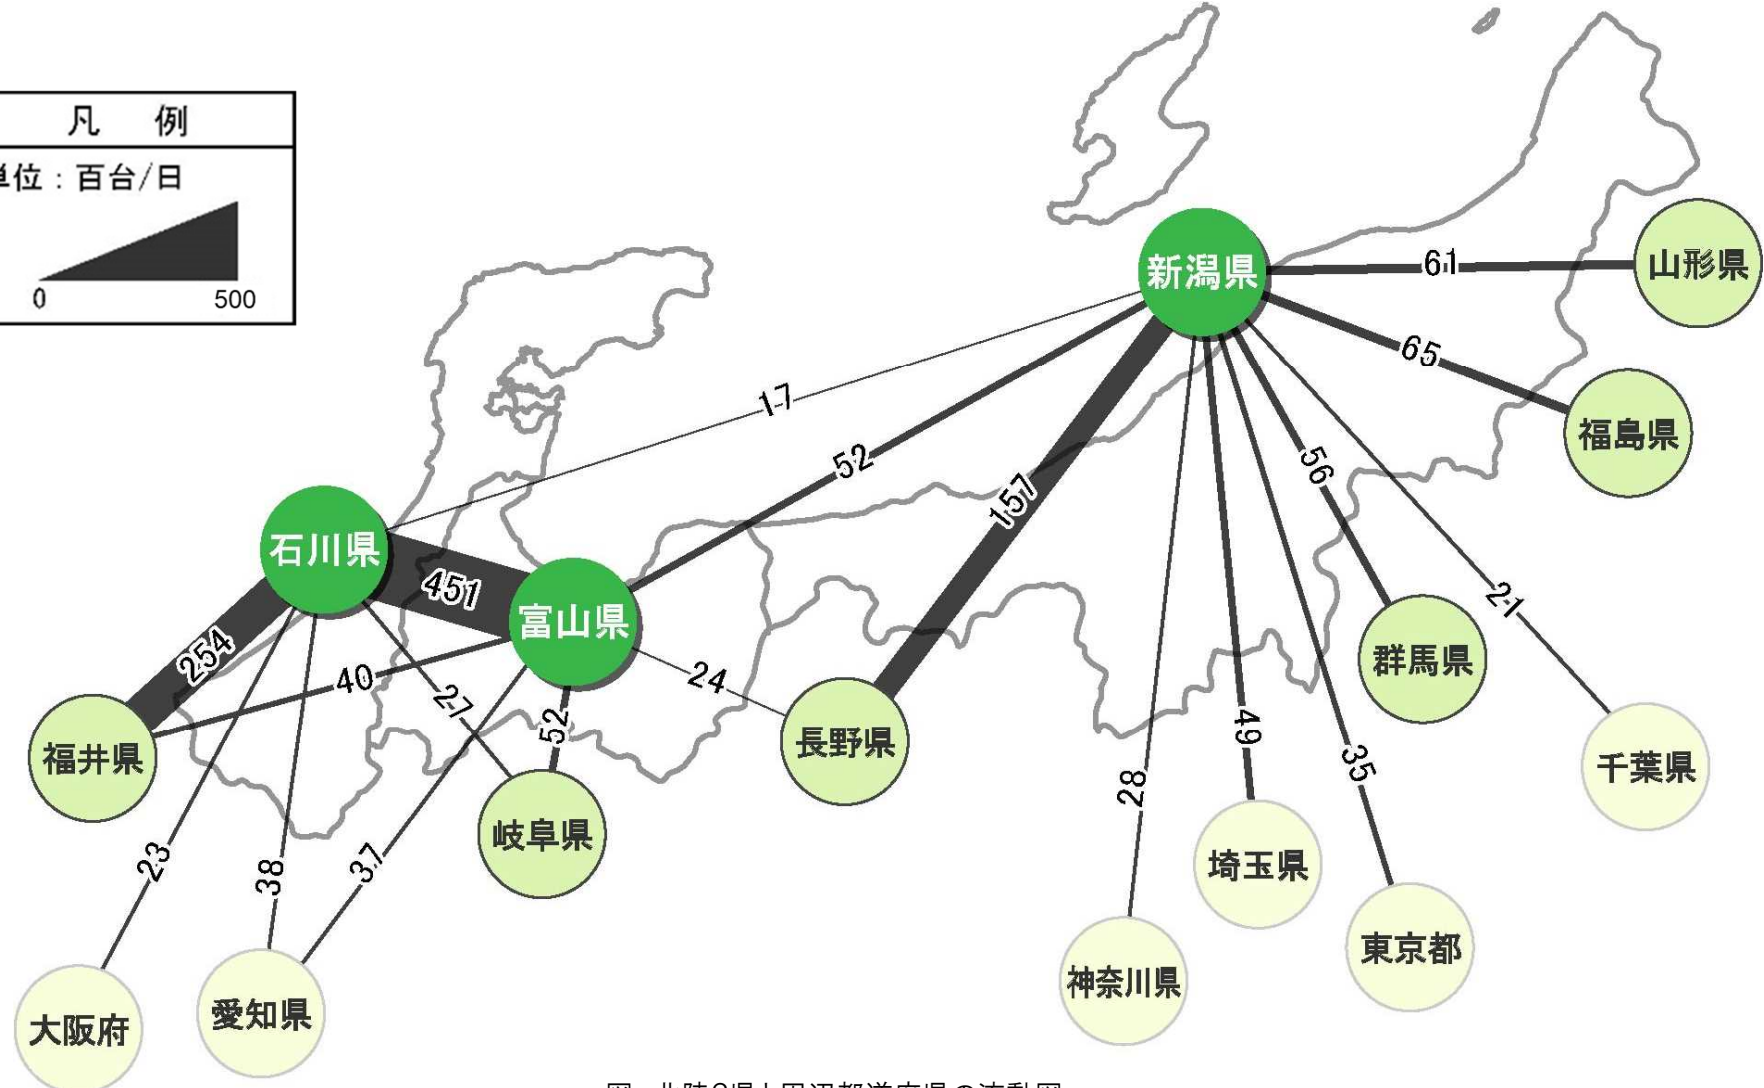 凡 例
単位：百台/日
0 500
新潟県
61
山形県
65
福島県
17
52
157
56
石川県
451
富山県
254
40
27
52
24
21
群馬県
福井県
長野県
49
35
千葉県
28
岐阜県
23
38
37
埼玉県
東京都
神奈川県
大阪府
愛知県